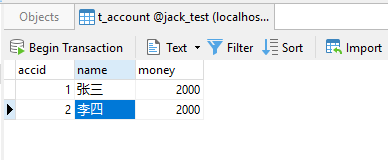 Objects t_account @jack_test (localhos...
Begin Transaction Text Filter Sort Import
accid name money
1 张三 2000
2 李四 2000